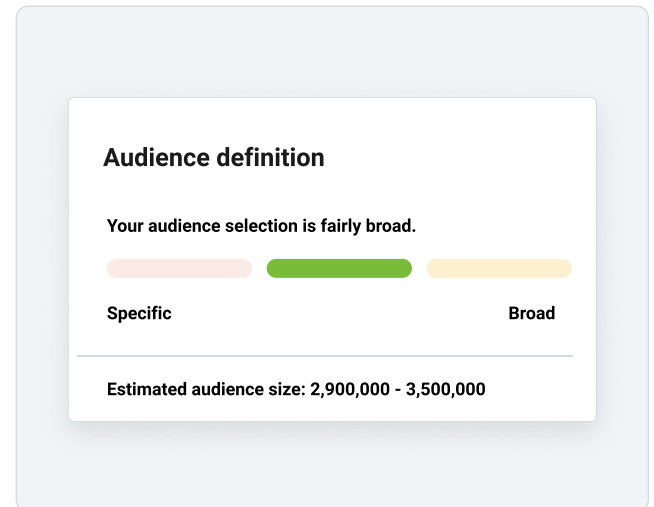 Audience definition
Your audience selection is fairly broad.
Specific
Broad
Estimated audience size: 2,900,000 - 3,500,000